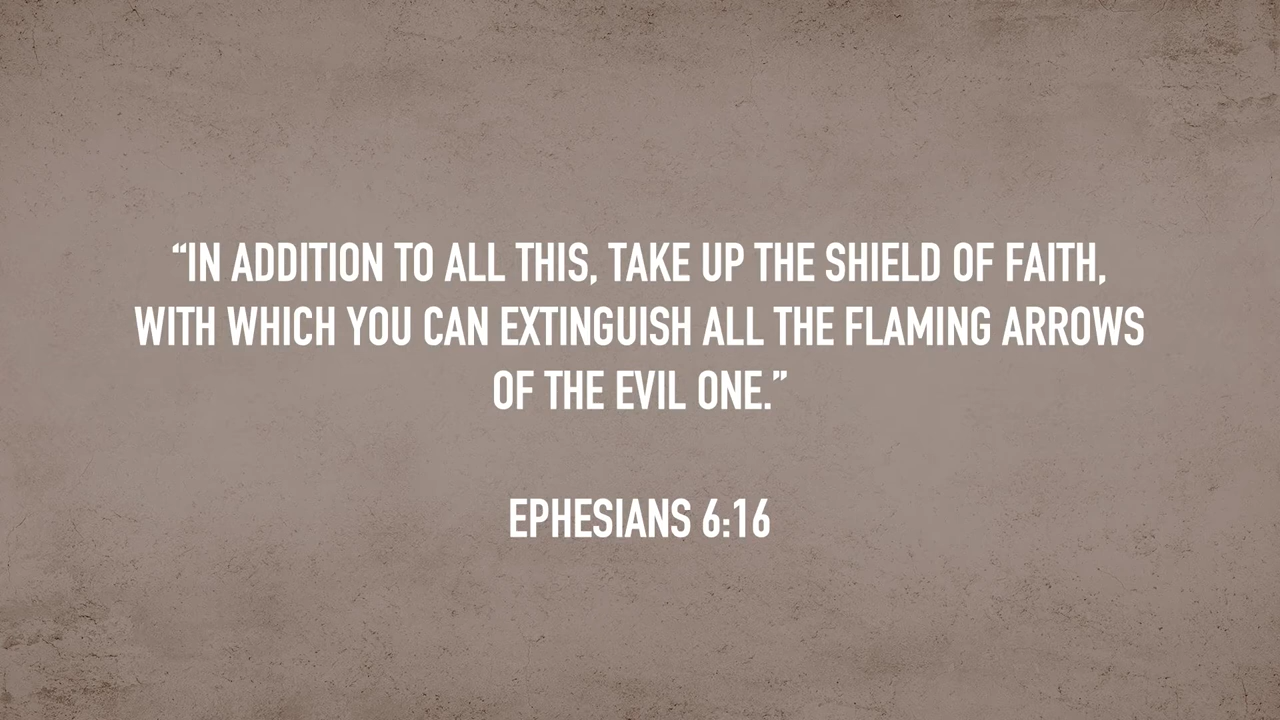 “IN ADDITION TO ALL THIS, TAKE UP THE SHIELD OF FAITH,
WITH WHICH YOU CAN EXTINGUISH ALL THE FLAMING ARROWS
OF THE EVIL ONE.”
EPHESIANS 6:16